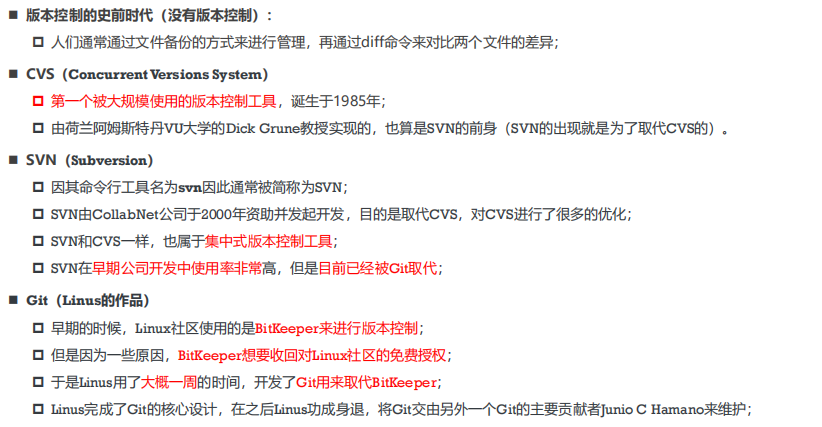 版本控制的史前时代（没有版本控制）：
人们通常通过文件备份的方式来进行管理，再通过diff命令来对比两个文件的差异；
CVS（Concurrent Versions System）
第一个被大规模使用的版本控制工具，诞生于1985年；
由荷兰阿姆斯特丹VU大学的Dick Grune教授实现的，也算是SVN的前身（SVN的出现就是为了取代CVS的）。
SVN（Subversion）
因其命令行工具名为svn因此通常被简称为SVN；
SVN由CollabNet公司于2000年资助并发起开发，目的是取代CVS，对CVS进行了很多的优化；
SVN和CVS一样，也属于集中式版本控制工具；
SVN在早期公司开发中使用率非常高，但是目前已经被Git取代；
Git（Linus的作品）
早期的时候，Linux社区使用的是BitKeeper来进行版本控制；
但是因为一些原因，BitKeeper想要收回对Linux社区的免费授权；
于是Linus用了大概一周的时间，开发了Git用来取代BitKeeper；
Linus完成了Git的核心设计，在之后Linus功成身退，将Git交由另外一个Git的主要贡献者Junio C Hamano来维护；